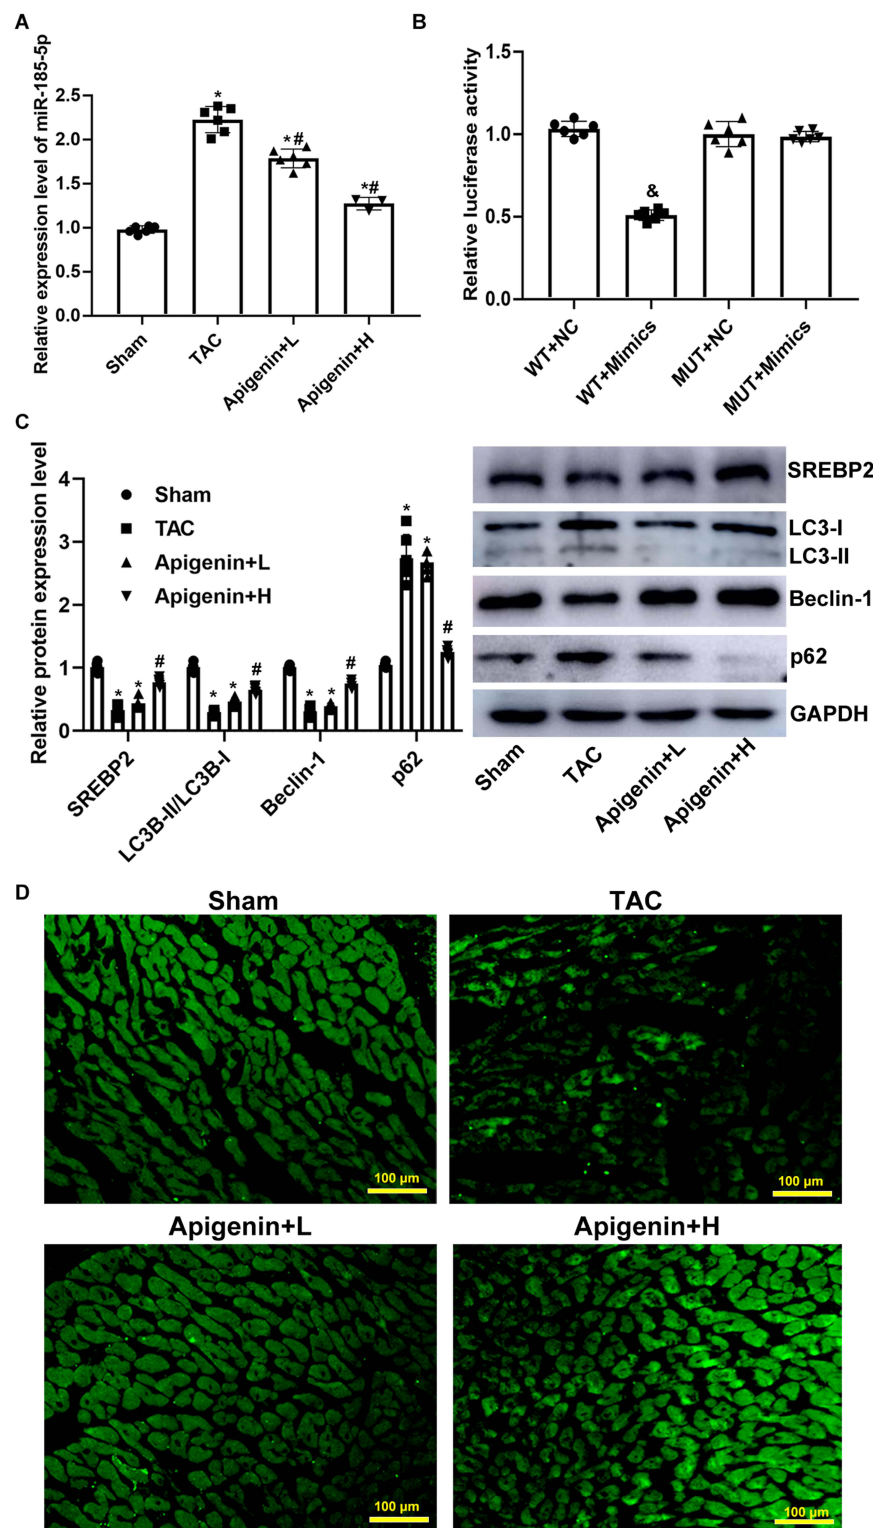 A
Relative expression level of miR-185-5p
2.5
2.0
1.5
1.0
0.5
0.0
*
*#
*#
Sham
TAC
Apigenin+L
Apigenin+H
B
Relative luciferase activity
1.5
1.0
0.5
0.0
&
WT+NC
WT+Mimics
MUT+NC
MUT+Mimics
C
Relative protein expression level
4
3
2
1
0
Sham
TAC
Apigenin+L
Apigenin+H
* * #
* * #
* * #
* * #
SREBP2
LC3B-II/LC3B-I
Beclin-1
p62
SREBP2
LC3-I
LC3-II
Beclin-1
p62
GAPDH
Sham
TAC
Apigenin+L
Apigenin+H
D
Sham
TAC
100 µm
100 µm
Apigenin+L
Apigenin+H
100 µm
100 µm